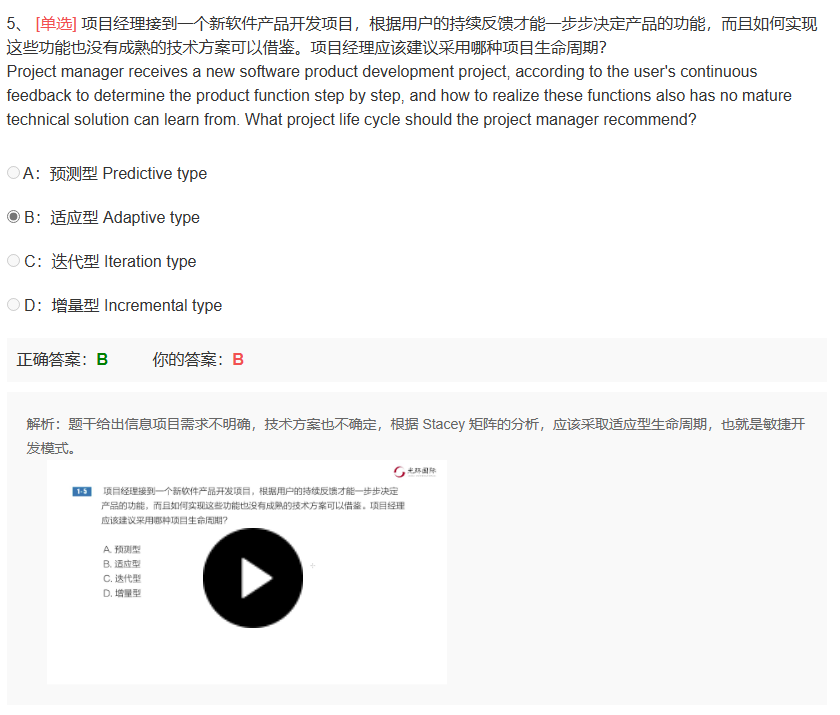 5、 [单选] 项目经理接到一个新软件产品开发项目，根据用户的持续反馈才能一步步决定产品的功能，而且如何实现
这些功能也没有成熟的技术方案可以借鉴。项目经理应该建议采用哪种项目生命周期？
Project manager receives a new software product development project, according to the user's continuous
feedback to determine the product function step by step, and how to realize these functions also has no mature
technical solution can learn from. What project life cycle should the project manager recommend?
A：预测型 Predictive type
B：适应型 Adaptive type
C：迭代型 Iteration type
D：增量型 Incremental type
正确答案：B 你的答案：B
解析：题干给出信息项目需求不明确，技术方案也不确定，根据 Stacey 矩阵的分析，应该采取适应型生命周期，也就是敏捷开
发模式。
光环国际
1-5 项目经理接到一个新软件产品开发项目，根据用户的持续反馈才能一步步决定
产品的功能，而且如何实现这些功能也没有成熟的技术方案可以借鉴。项目经理
应该建议采用哪种项目生命周期？
A. 预测型
B. 适应型
C. 迭代型
D. 增量型